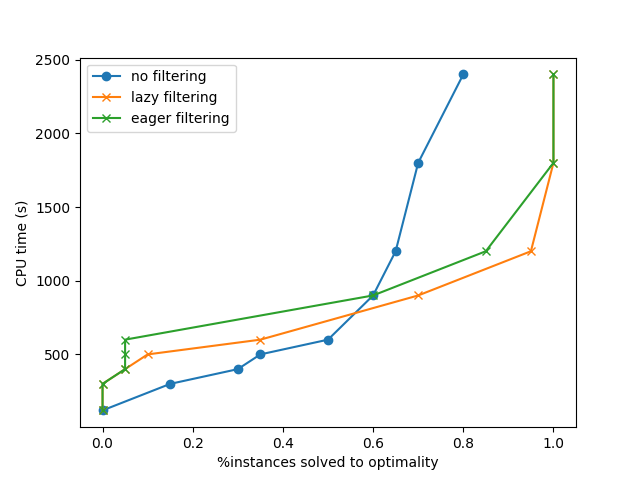 2500
2000
1500
1000
500
CPU time (s)
no filtering
lazy filtering
eager filtering
0.0 0.2 0.4 0.6 0.8 1.0
%instances solved to optimality